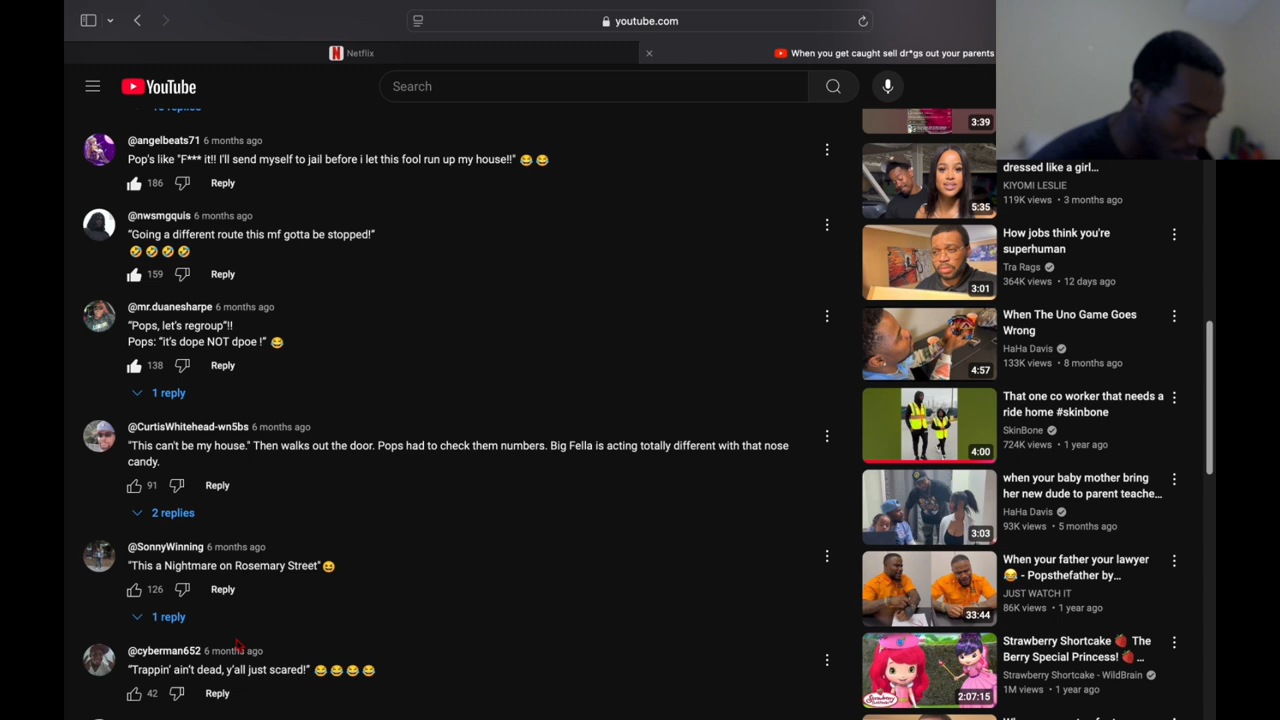 youtube.com
Netflix
When you get caught sell dr*gs out your parents
YouTube
Search
@angelbeats71 6 months ago
Pop's like "F*** it!! I'll send myself to jail before i let this fool run up my house!!" 😂 😂
186 Reply
@nwsmgquis 6 months ago
“Going a different route this mf gotta be stopped!”
🤣 🤣 🤣 🤣
159 Reply
@mr.duanesharpe 6 months ago
“Pops, let’s regroup”!!
Pops: “it’s dope NOT dpoe !” 😂
138 Reply
1 reply
@CurtisWhitehead-wn5bs 6 months ago
"This can't be my house." Then walks out the door. Pops had to check them numbers. Big Fella is acting totally different with that nose
candy.
91 Reply
2 replies
@SonnyWinning 6 months ago
"This a Nightmare on Rosemary Street"😆
126 Reply
1 reply
@cyberman652 6 months ago
“Trappin’ ain’t dead, y’all just scared!” 😂 😂 😂 😂
42 Reply
3:39
5:35
dressed like a girl...
KIYOMI LESLIE
119K views • 3 months ago
3:01
How jobs think you're
superhuman
Tra Rags
364K views • 12 days ago
4:57
When The Uno Game Goes
Wrong
HaHa Davis
133K views • 8 months ago
4:00
That one co worker that needs a
ride home #skinbone
SkinBone
724K views • 1 year ago
3:03
when your baby mother bring
her new dude to parent teache...
HaHa Davis
93K views • 5 months ago
33:44
When your father your lawyer
😂 - Popsthefather by...
JUST WATCH IT
86K views • 1 year ago
2:07:15
Strawberry Shortcake 🍓 The
Berry Special Princess! 🍓 ...
Strawberry Shortcake - WildBrain
1M views • 1 year ago